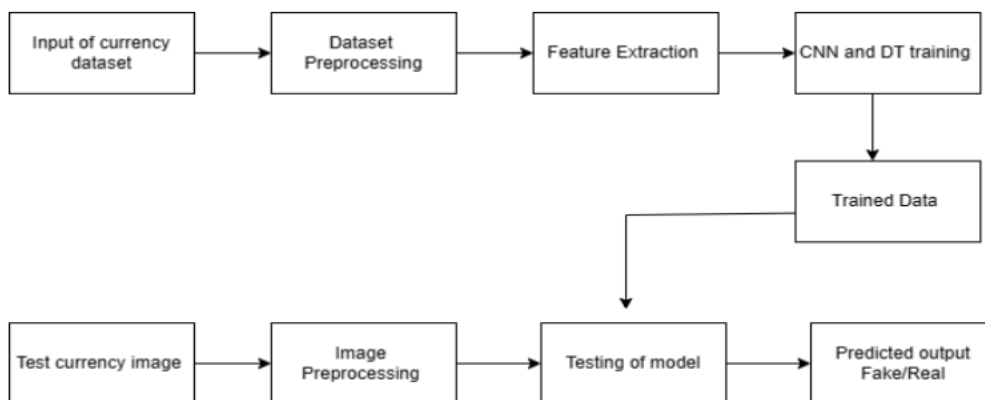 Input of currency
dataset
Dataset
Preprocessing
Feature Extraction
CNN and DT training
Trained Data
Test currency image
Image
Preprocessing
Testing of model
Predicted output
Fake/Real